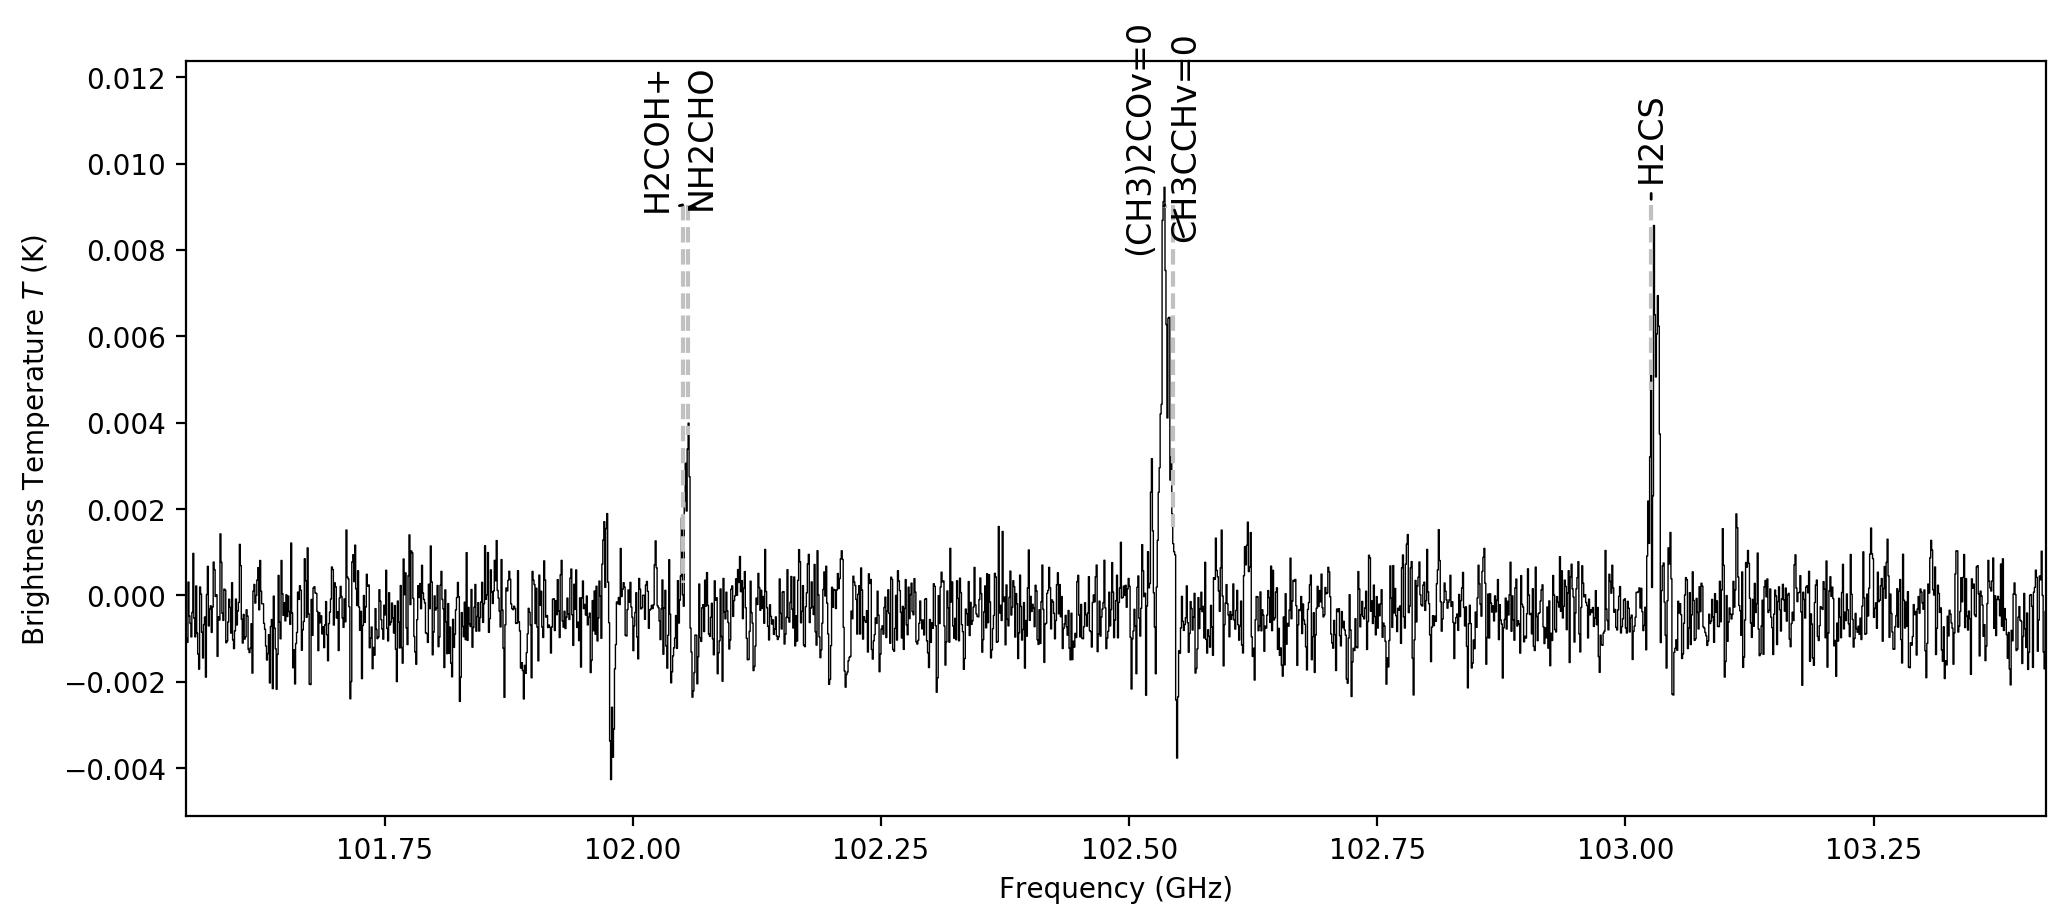 (CH3)2COv=0
CH3CCHv=0
H2COH+
NH2CHO
H2CS
0.012
0.010
0.008
0.006
0.004
0.002
0.000
−0.002
−0.004
Brightness Temperature T (K)
101.75 102.00 102.25 102.50 102.75 103.00 103.25
Frequency (GHz)